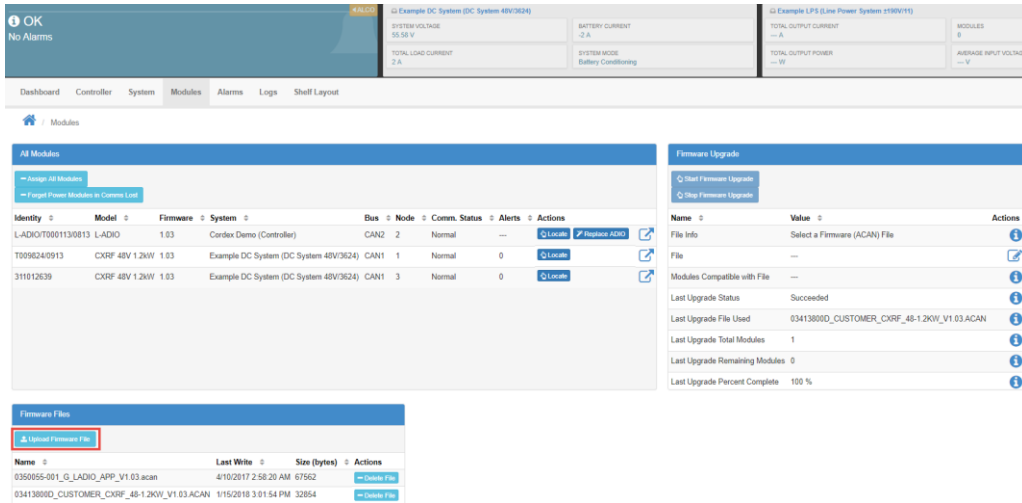 OK
No Alarms
ALCO
Example DC System (DC System 48V/3624)
SYSTEM VOLTAGE
55.58 V
BATTERY CURRENT
-2 A
TOTAL LOAD CURRENT
2 A
SYSTEM MODE
Battery Conditioning
Example LPS (Line Power System ±190V/11)
TOTAL OUTPUT CURRENT
--- A
MODULES
0
TOTAL OUTPUT POWER
--- W
AVERAGE INPUT VOLTAG
--- V
Dashboard Controller System Modules Alarms Logs Shelf Layout
/ Modules
All Modules
Assign All Modules
Forget Power Modules in Comms Lost
Identity Model Firmware System Bus Node Comm. Status Alerts Actions
L-ADIO/T000113/0813 L-ADIO 1.03 Cordex Demo (Controller) CAN2 2 Normal --- Locate Replace ADIO
T009824/0913 CXRF 48V 1.2kW 1.03 Example DC System (DC System 48V/3624) CAN1 1 Normal 0 Locate
311012639 CXRF 48V 1.2kW 1.03 Example DC System (DC System 48V/3624) CAN1 3 Normal 0 Locate
Firmware Upgrade
Start Firmware Upgrade
Stop Firmware Upgrade
Name Value Actions
File Info Select a Firmware (ACAN) File
File ---
Modules Compatible with File ---
Last Upgrade Status Succeeded
Last Upgrade File Used 03413800D_CUSTOMER_CXRF_48-1.2KW_V1.03.ACAN
Last Upgrade Total Modules 1
Last Upgrade Remaining Modules 0
Last Upgrade Percent Complete 100 %
Firmware Files
Upload Firmware File
Name Last Write Size (bytes) Actions
0350055-001_G_LADIO_APP_V1.03.acan 4/10/2017 2:58:20 AM 67562 Delete File
03413800D_CUSTOMER_CXRF_48-1.2KW_V1.03.ACAN 1/15/2018 3:01:54 PM 32854 Delete File